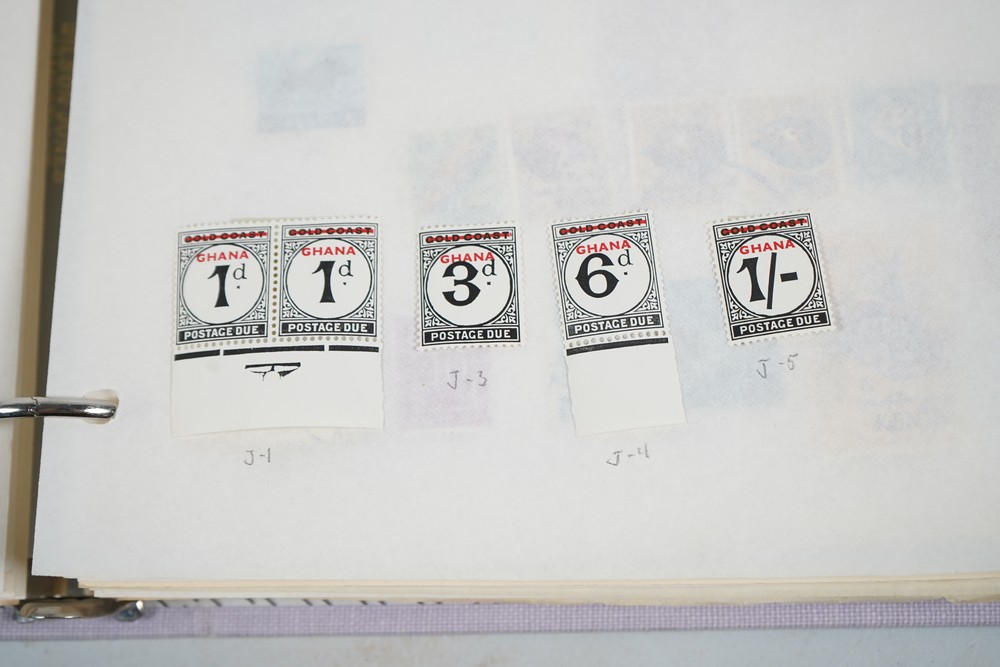 GOLD COAST
GHANA
1d
POSTAGE DUE
GOLD COAST
GHANA
1d
POSTAGE DUE
J-1
GOLD COAST
GHANA
3d
POSTAGE DUE
J-3
GOLD COAST
GHANA
6d
POSTAGE DUE
J-4
GOLD COAST
GHANA
1/-
POSTAGE DUE
J-5